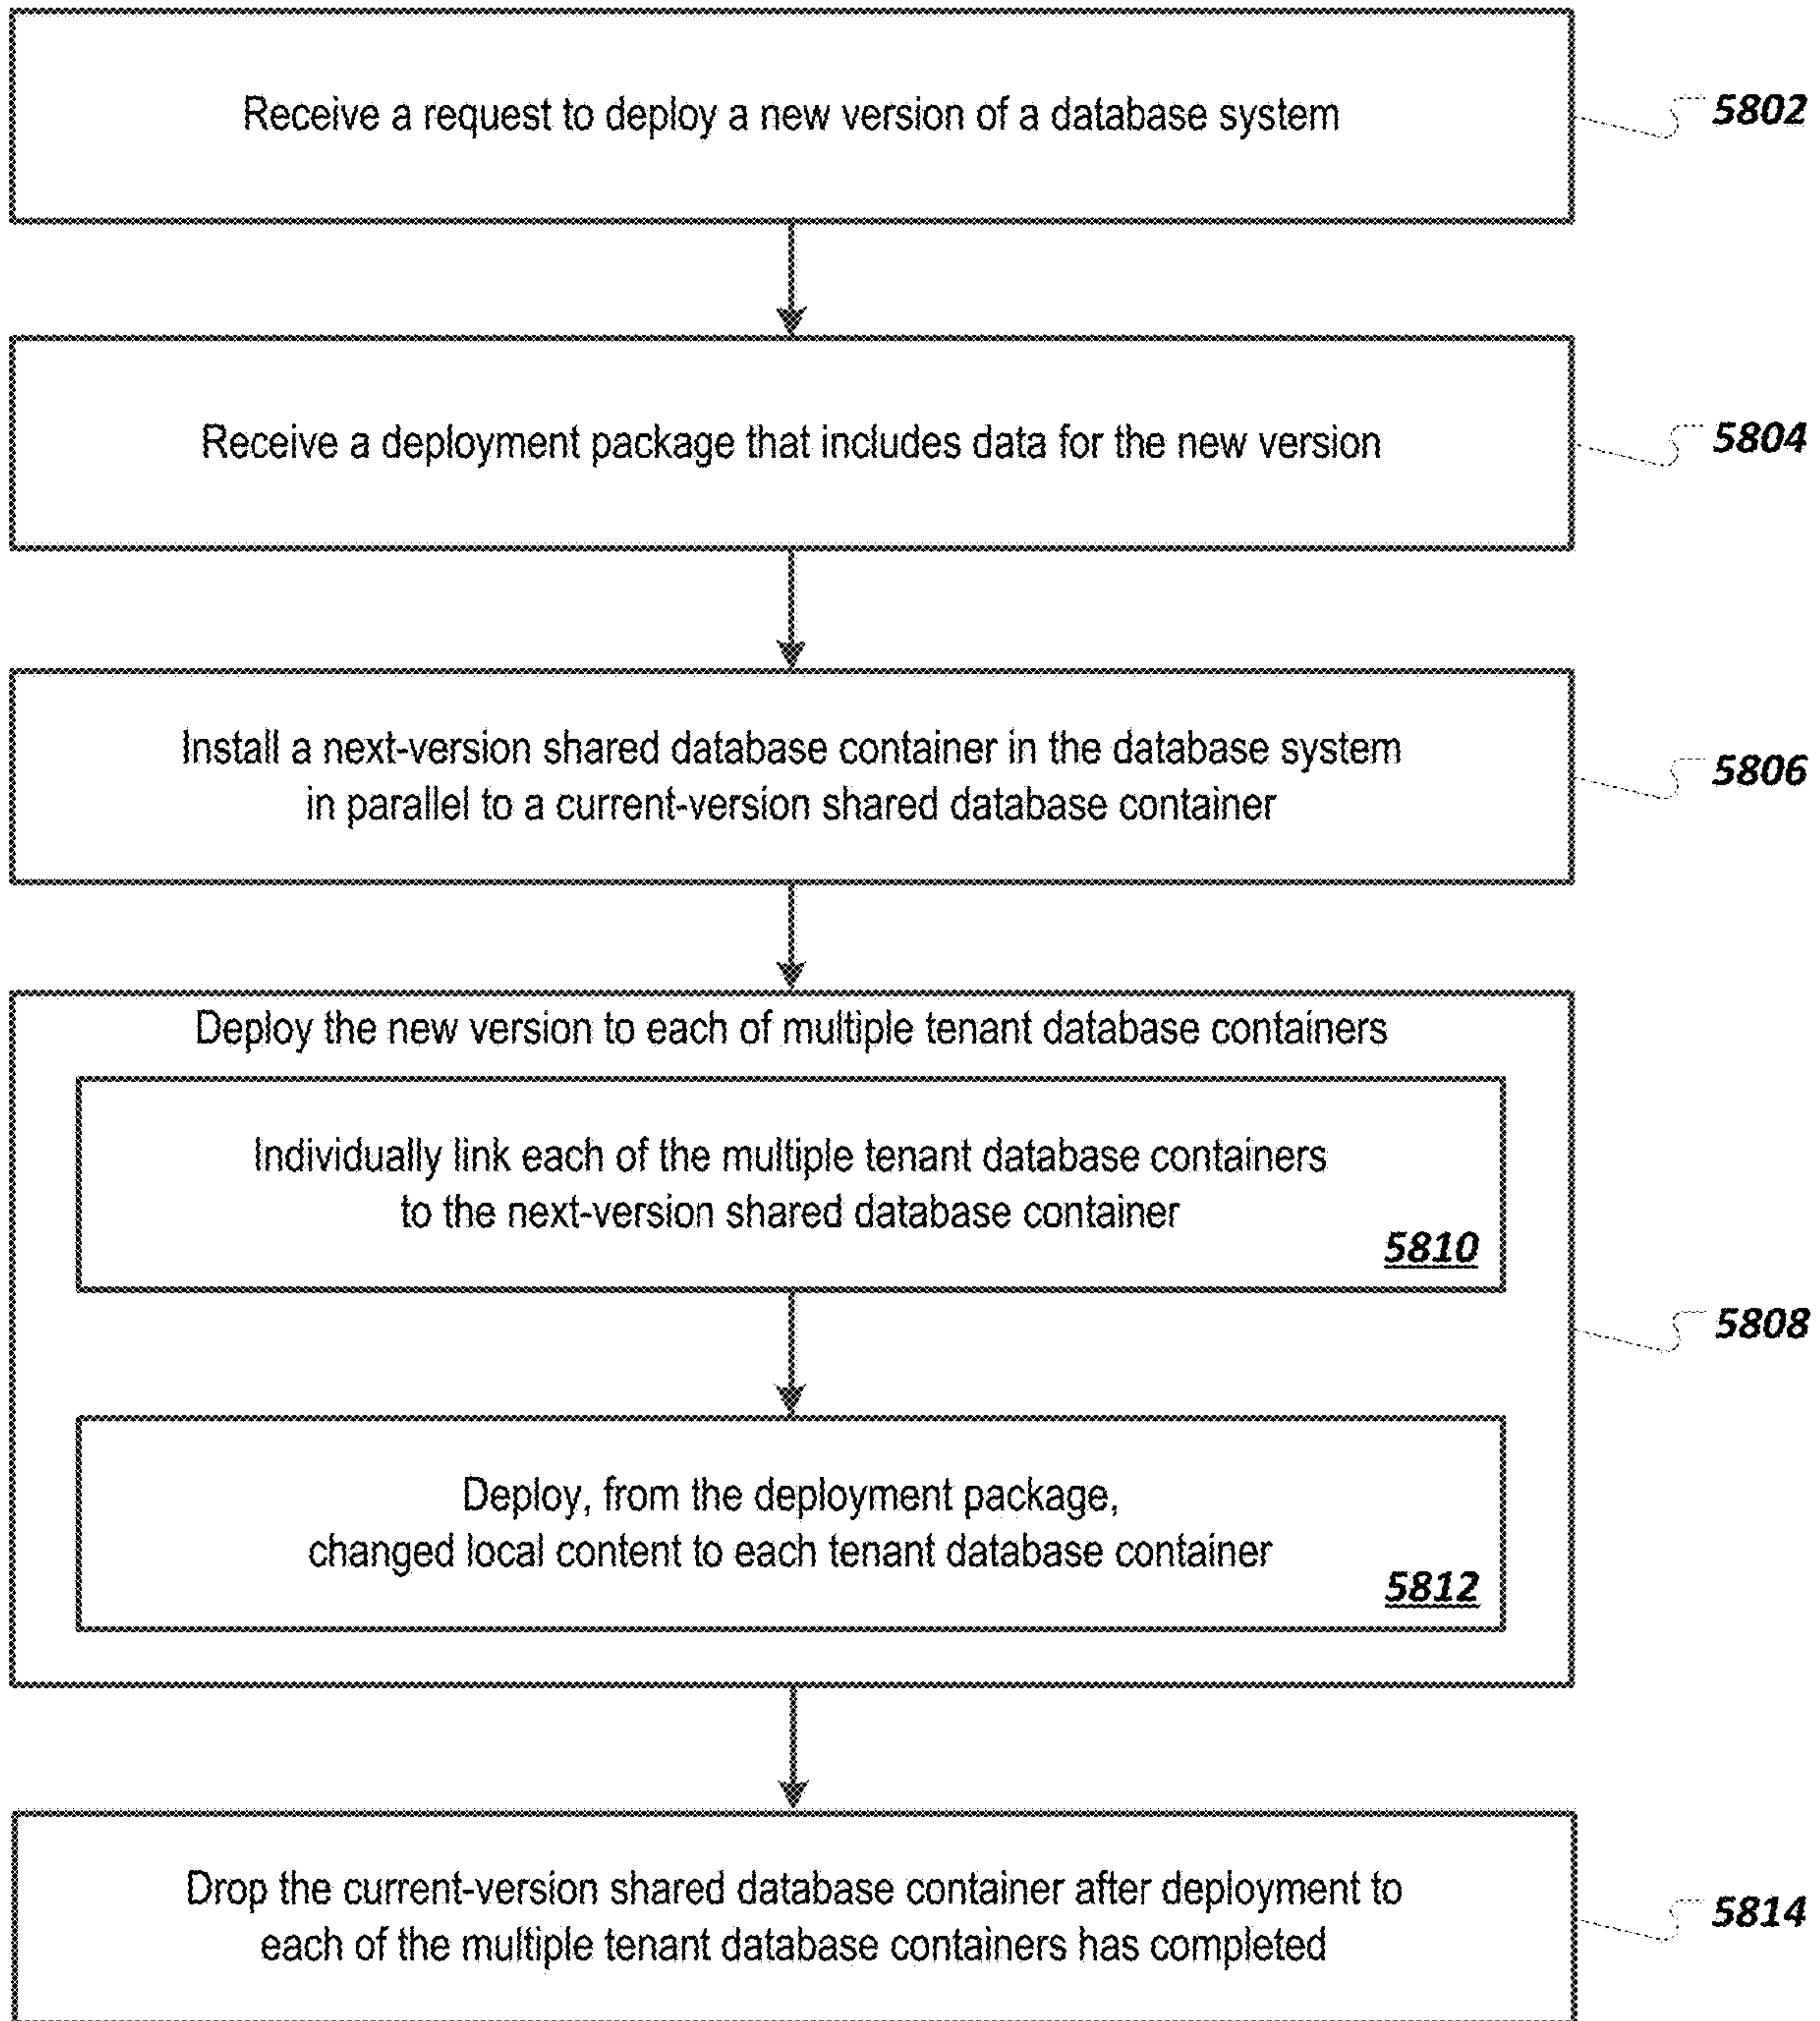 Receive a request to deploy a new version of a database system
5802
Receive a deployment package that includes data for the new version
5804
Install a next-version shared database container in the database system
in parallel to a current-version shared database container
5806
Deploy the new version to each of multiple tenant database containers
Individually link each of the multiple tenant database containers
to the next-version shared database container
5810
5808
Deploy, from the deployment package,
changed local content to each tenant database container
5812
Drop the current-version shared database container after deployment to
each of the multiple tenant database containers has completed
5814